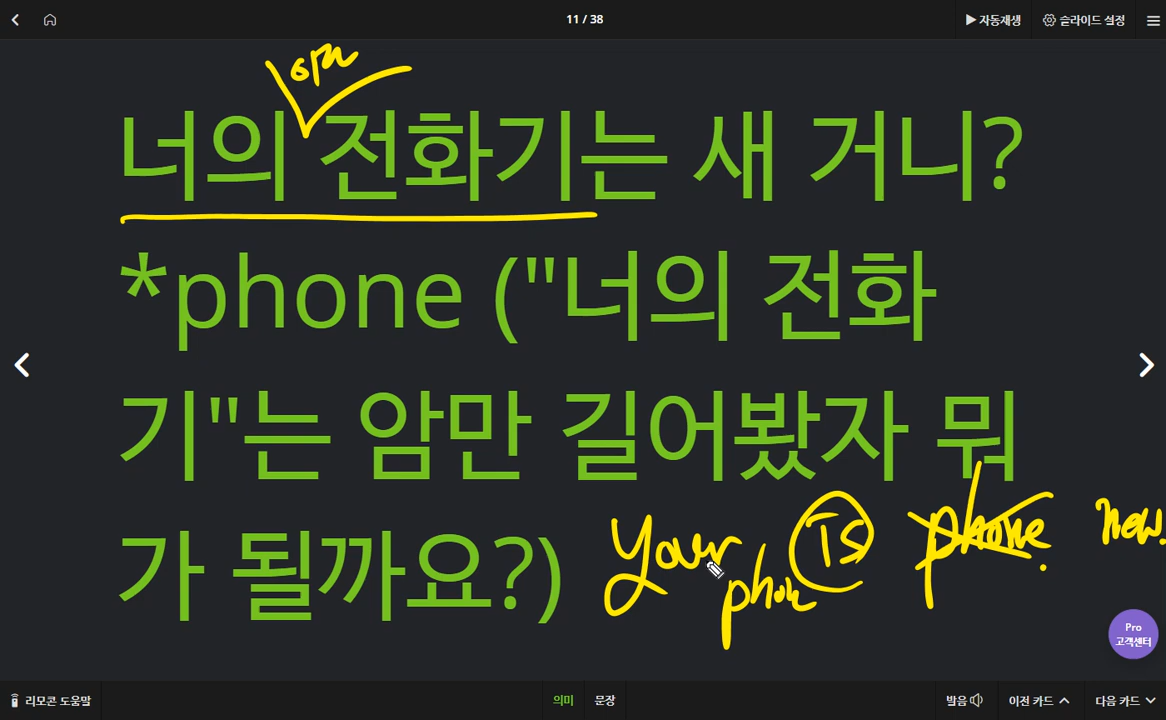 11 / 38
▶ 자동재생
슬라이드 설정
너의 전화기는 새 거니?
*phone ("너의 전화
기"는 암만 길어봤자 뭐
가 될까요?)
Your phone IS phone. new.
Pro
고객센터
리모콘 도움말
의미
문장
발음
이전 카드
다음 카드